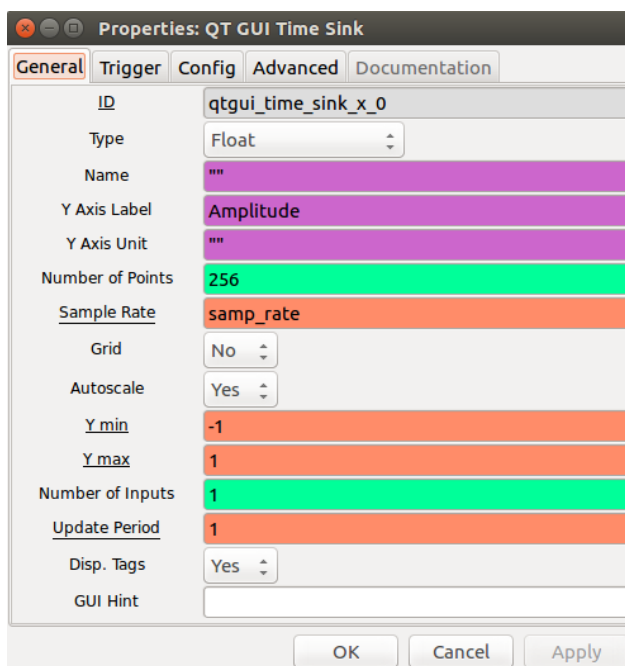 Properties: QT GUI Time Sink
General Trigger Config Advanced Documentation
ID qtgui_time_sink_x_0
Type Float
Name ""
Y Axis Label Amplitude
Y Axis Unit ""
Number of Points 256
Sample Rate samp_rate
Grid No
Autoscale Yes
Y min -1
Y max 1
Number of Inputs 1
Update Period 1
Disp. Tags Yes
GUI Hint
OK Cancel Apply